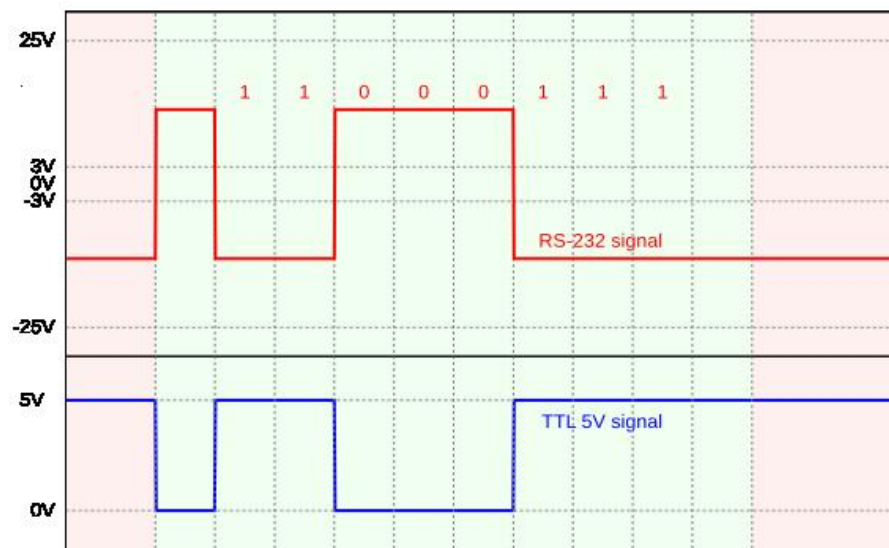 25V
1 1 0 0 0 1 1 1
3V
0V
-3V
RS-232 signal
-25V
5V
TTL 5V signal
0V